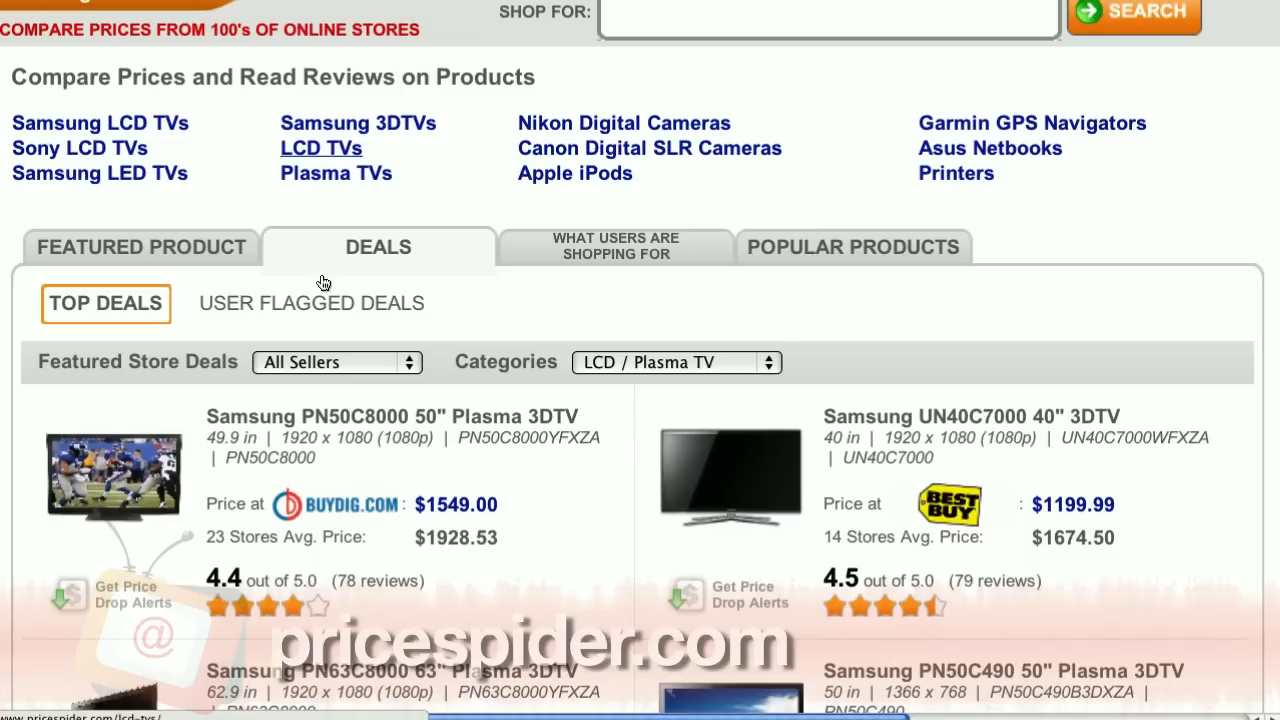 SHOP FOR:
SEARCH
COMPARE PRICES FROM 100's OF ONLINE STORES
Compare Prices and Read Reviews on Products
Samsung LCD TVs
Samsung 3DTVs
Nikon Digital Cameras
Garmin GPS Navigators
Sony LCD TVs
LCD TVs
Canon Digital SLR Cameras
Asus Netbooks
Samsung LED TVs
Plasma TVs
Apple iPods
Printers
FEATURED PRODUCT
DEALS
WHAT USERS ARE
SHOPPING FOR
POPULAR PRODUCTS
TOP DEALS
USER FLAGGED DEALS
Featured Store Deals
All Sellers
Categories
LCD / Plasma TV
Samsung PN50C8000 50" Plasma 3DTV
49.9 in | 1920 x 1080 (1080p) | PN50C8000YFXZA
| PN50C8000
Price at BUYDIG.COM : $1549.00
23 Stores Avg. Price: $1928.53
4.4 out of 5.0 (78 reviews)
Get Price
Drop Alerts
Samsung UN40C7000 40" 3DTV
40 in | 1920 x 1080 (1080p) | UN40C7000WFXZA
| UN40C7000
Price at BEST BUY : $1199.99
14 Stores Avg. Price: $1674.50
4.5 out of 5.0 (79 reviews)
Get Price
Drop Alerts
@
pricespider.com
Samsung PN63C8000 63" Plasma 3DTV
62.9 in | 1920 x 1080 (1080p) | PN63C8000YFXZA
| PN63C8000
Samsung PN50C490 50" Plasma 3DTV
50 in | 1366 x 768 | PN50C490B3DXZA |
PN50C490
www.pricespider.com/lcd-tvs/